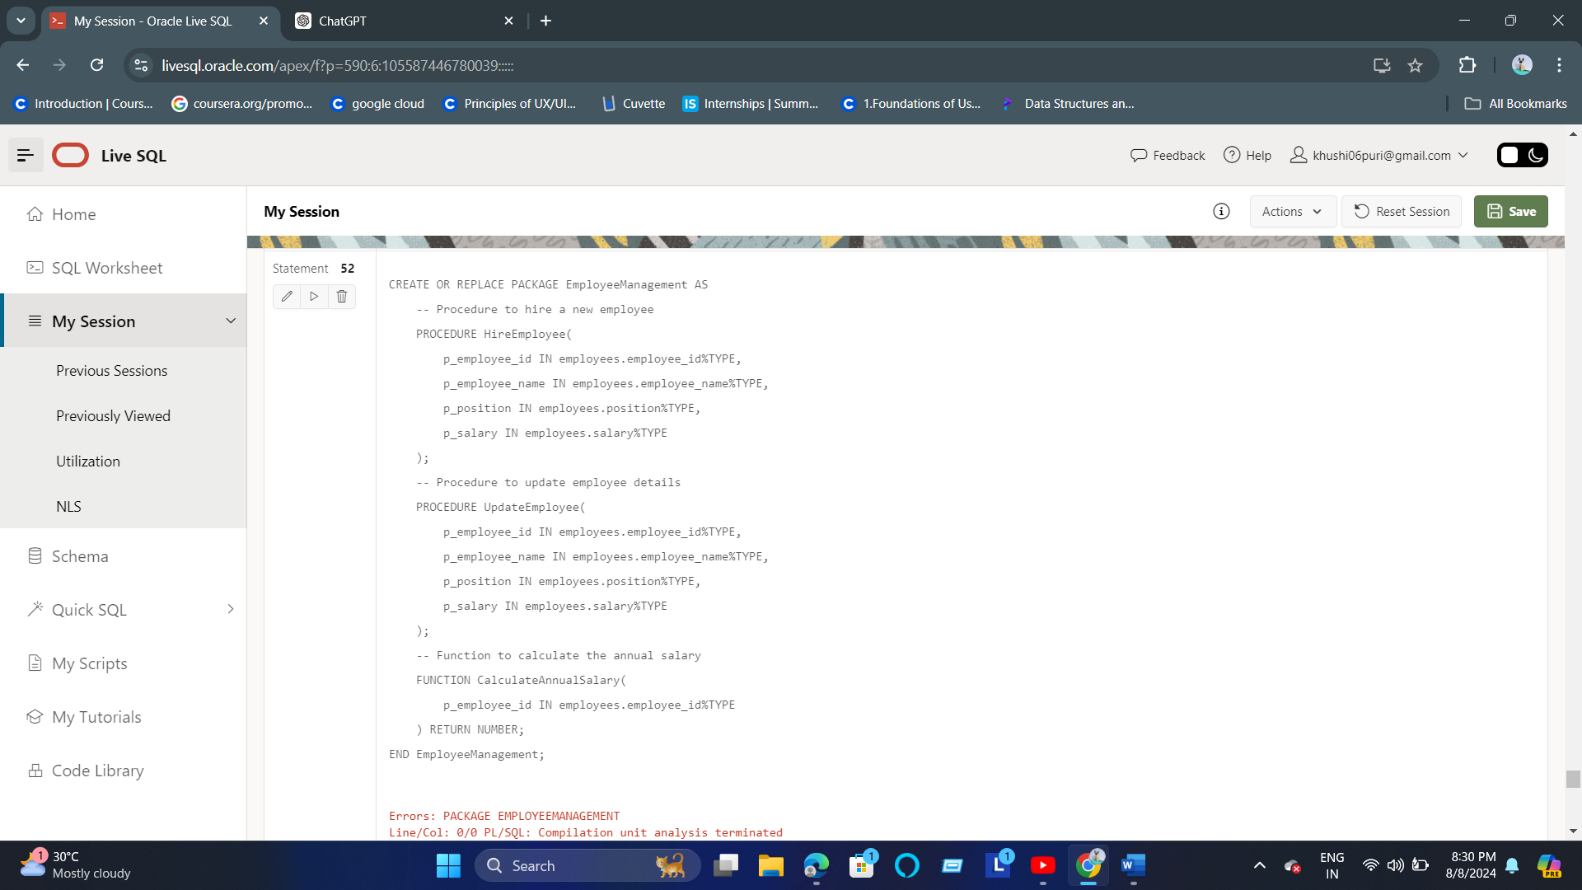 My Session - Oracle Live SQL
ChatGPT
livesql.oracle.com/apex/f?p=590:6:105587446780039:::::
Introduction | Cours...
coursera.org/promo...
google cloud
Principles of UX/UI...
Cuvette
IS Internships | Summ...
1.Foundations of Us...
Data Structures an...
All Bookmarks
Live SQL
Feedback
Help
khushi06puri@gmail.com
Home
SQL Worksheet
My Session
Previous Sessions
Previously Viewed
Utilization
NLS
Schema
Quick SQL
My Scripts
My Tutorials
Code Library
My Session
Actions
Reset Session
Save
Statement 52
CREATE OR REPLACE PACKAGE EmployeeManagement AS
-- Procedure to hire a new employee
PROCEDURE HireEmployee(
p_employee_id IN employees.employee_id%TYPE,
p_employee_name IN employees.employee_name%TYPE,
p_position IN employees.position%TYPE,
p_salary IN employees.salary%TYPE
);
-- Procedure to update employee details
PROCEDURE UpdateEmployee(
p_employee_id IN employees.employee_id%TYPE,
p_employee_name IN employees.employee_name%TYPE,
p_position IN employees.position%TYPE,
p_salary IN employees.salary%TYPE
);
-- Function to calculate the annual salary
FUNCTION CalculateAnnualSalary(
p_employee_id IN employees.employee_id%TYPE
) RETURN NUMBER;
END EmployeeManagement;
Errors: PACKAGE EMPLOYEEMANAGEMENT
Line/Col: 0/0 PL/SQL: Compilation unit analysis terminated
1
30°C
Mostly cloudy
Search
1
L
1
W
ENG
IN
8:30 PM
8/8/2024
PRE